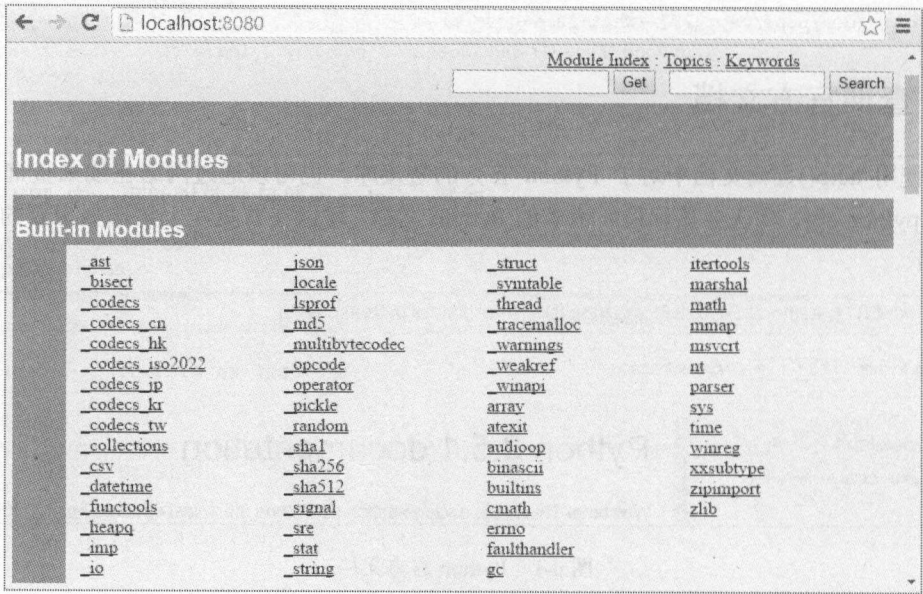 localhost:8080
Module Index : Topics : Keywords
Get Search
Index of Modules
Built-in Modules
_ast _json _struct itertools
_bisect _locale _symtable marshal
_codecs _lsprof _thread math
_codecs_cn _md5 _tracemalloc mmap
_codecs_hk _multibytecodec _warnings msvcrt
_codecs_iso2022 _opcode _weakref nt
_codecs_jp _operator _winapi parser
_codecs_kr _pickle array sys
_codecs_tw _random atexit time
_collections _sha1 audioop winreg
_csv _sha256 binascii xxsubtype
_datetime _sha512 builtins zipimport
_functools _signal cmath zlib
_heapq _sre errno
_imp _stat faulthandler
_io _string gc